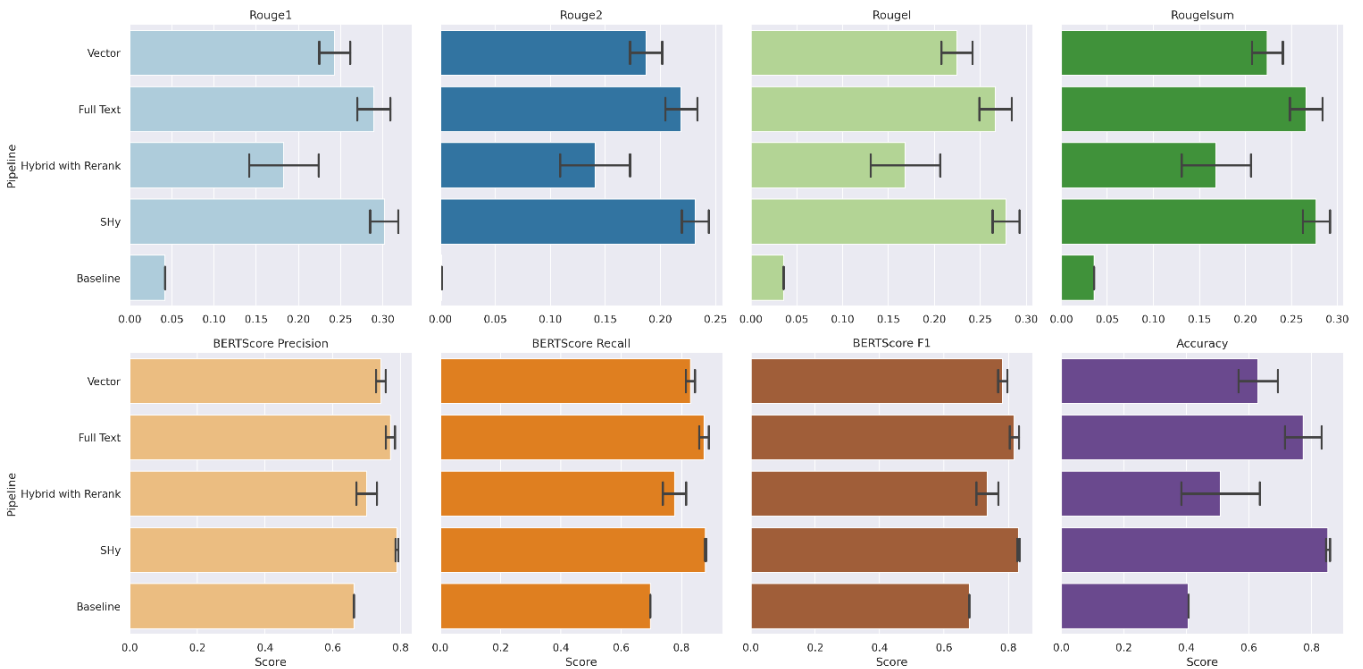 Rouge1 Rouge2 Rougel Rougelsum
Pipeline
Vector
Full Text
Hybrid with Rerank
SHy
Baseline
0.00 0.05 0.10 0.15 0.20 0.25 0.30 0.00 0.05 0.10 0.15 0.20 0.25 0.00 0.05 0.10 0.15 0.20 0.25 0.30 0.00 0.05 0.10 0.15 0.20 0.25 0.30
BERTScore Precision BERTScore Recall BERTScore F1 Accuracy
Pipeline
Vector
Full Text
Hybrid with Rerank
SHy
Baseline
0.0 0.2 0.4 0.6 0.8 0.0 0.2 0.4 0.6 0.8 0.0 0.2 0.4 0.6 0.8 0.0 0.2 0.4 0.6 0.8
Score Score Score Score